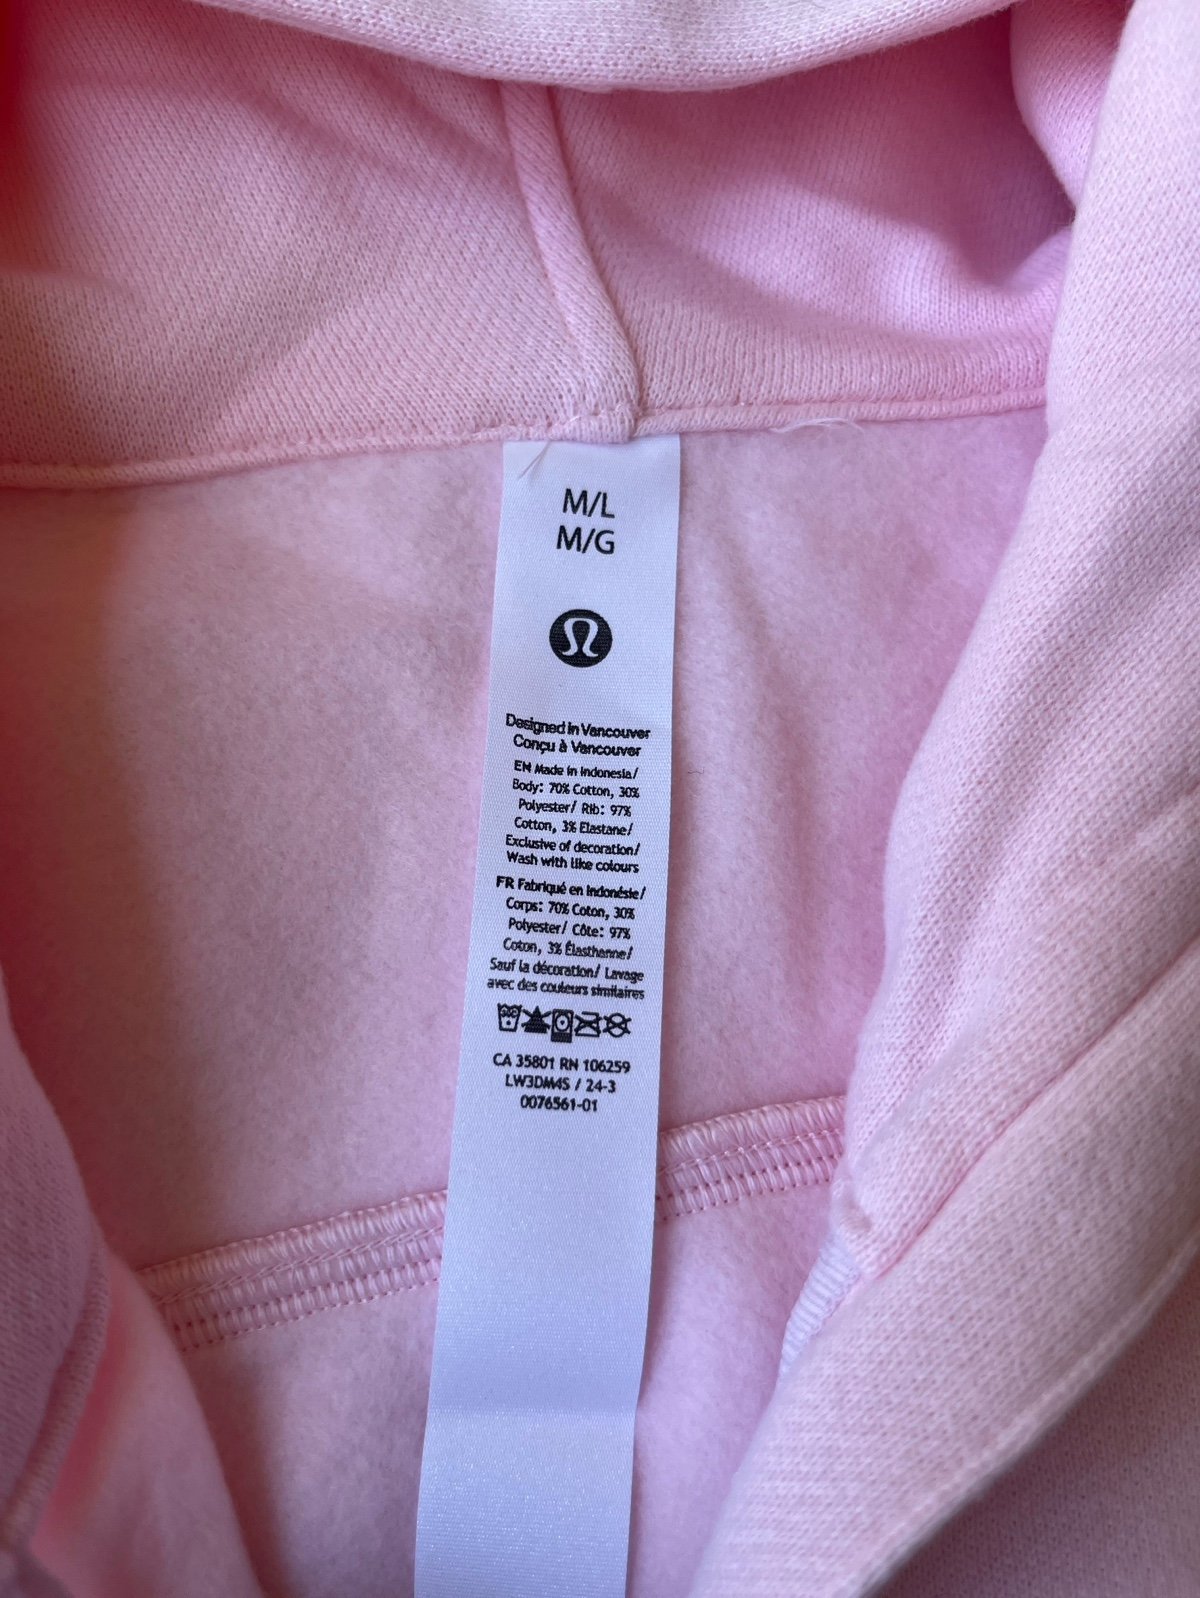 M/L
M/G
Designed in Vancouver
Conçu à Vancouver
EN Made in Indonesia/
Body: 70% Cotton, 30%
Polyester/ Rib: 97%
Cotton, 3% Elastane/
Exclusive of decoration/
Wash with like colours
FR Fabriqué en Indonésie/
Corps: 70% Coton, 30%
Polyester/ Côte: 97%
Coton, 3% Élasthanne/
Sauf la décoration/ Lavage
avec des couleurs similaires
CA 35801 RN 106259
LW3DM4S / 24-3
0076561-01